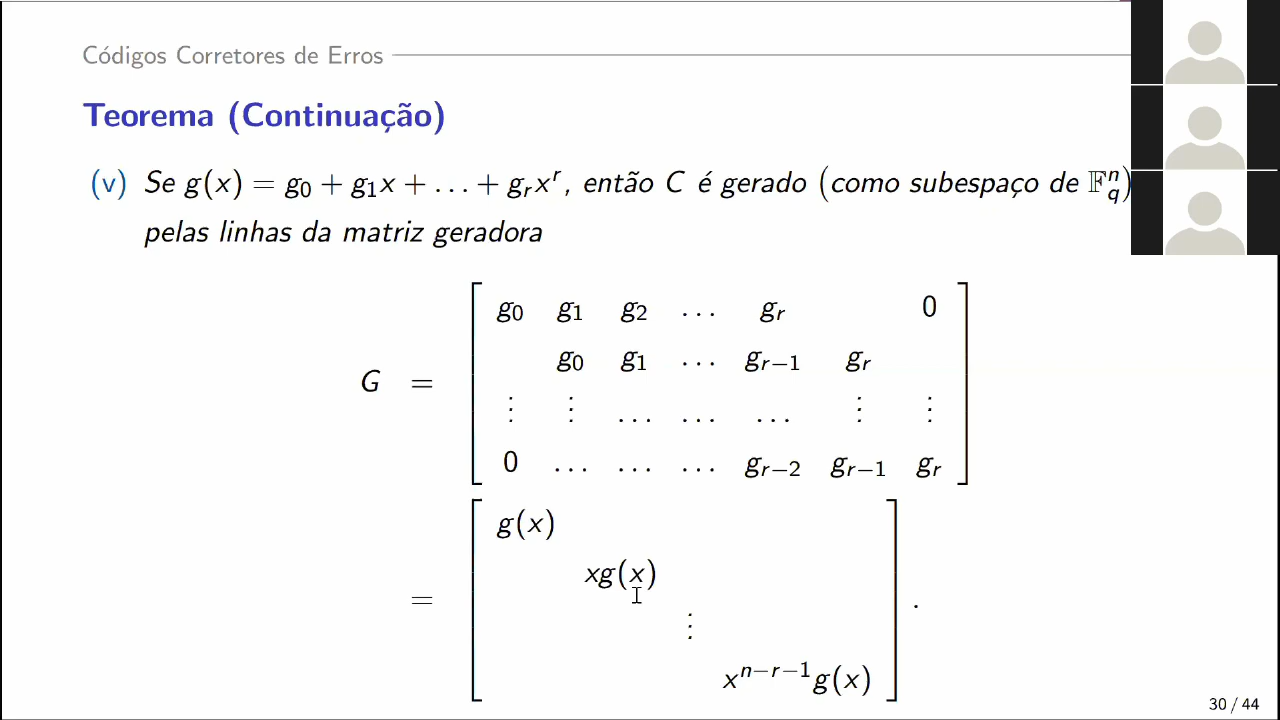 Códigos Corretores de Erros
Teorema (Continuação)
(v) Se g(x) = g₀ + g₁x + … + gᵣxʳ, então C é gerado (como subespaço de 𝔽ₙ^q)
pelas linhas da matriz geradora
g₀ g₁ g₂ … gᵣ 0
g₀ g₁ … gᵣ₋₁ gᵣ
G = ⋮ ⋮ … … … ⋮ ⋮
0 … … … gᵣ₋₂ gᵣ₋₁ gᵣ
g(x)
xg(x)
= ⋮ .
xⁿ⁻ʳ⁻¹g(x)
30 / 44